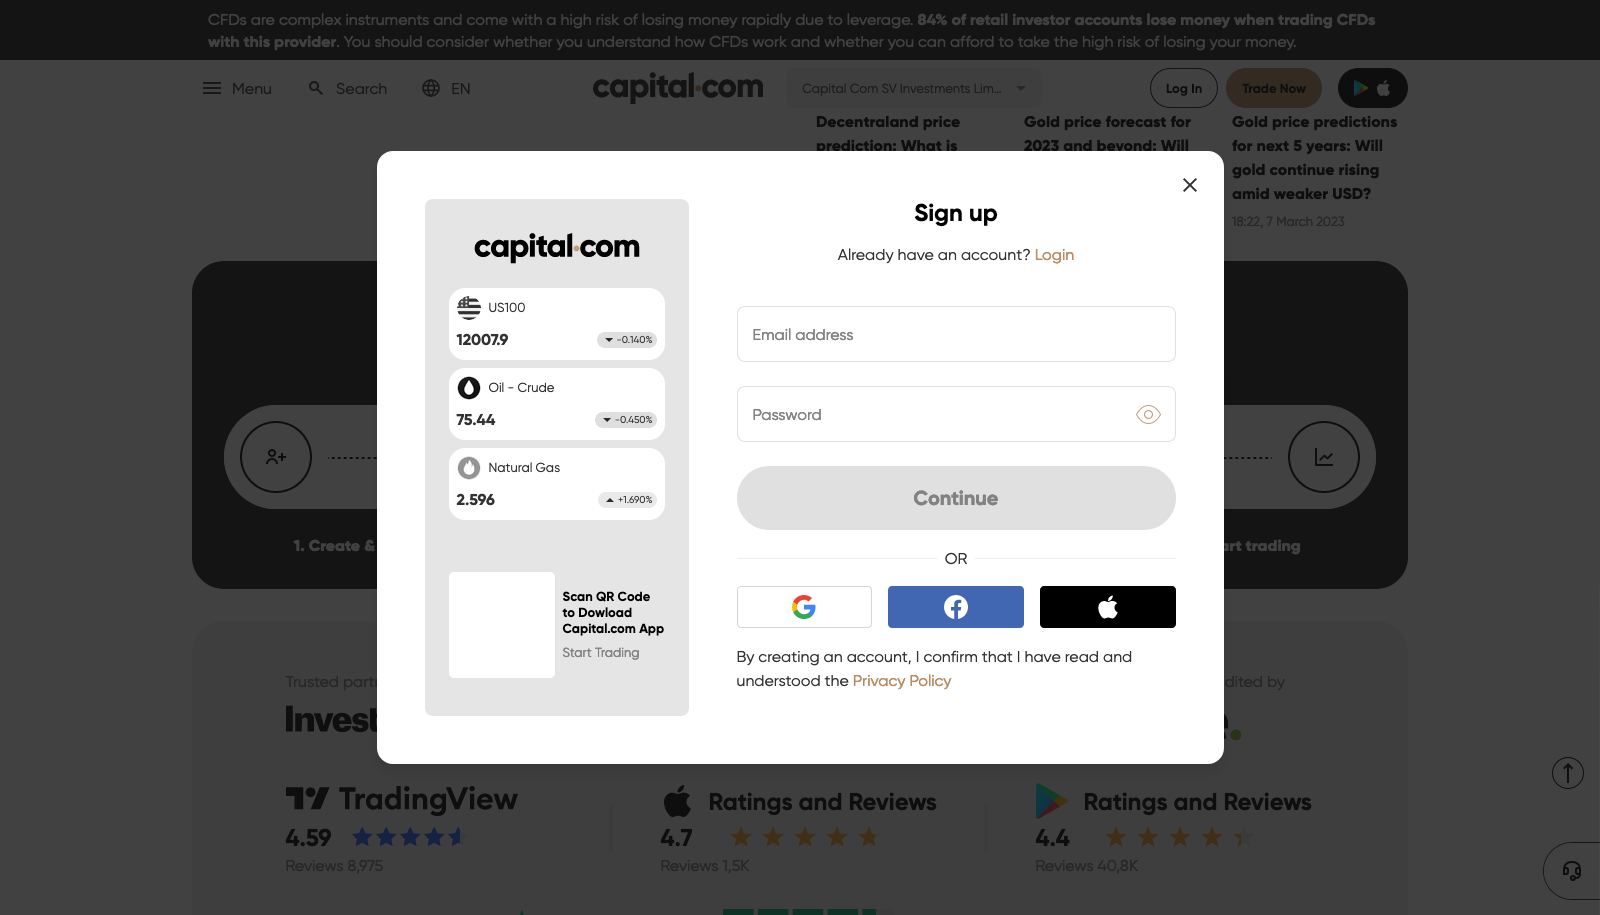 CFDs are complex instruments and come with a high risk of losing money rapidly due to leverage. 84% of retail investor accounts lose money when trading CFDs
with this provider. You should consider whether you understand how CFDs work and whether you can afford to take the high risk of losing your money.
Menu
Search
EN
capital.com
Capital Com SV Investments Lim...
Log In
Trade Now
Decentraland price
prediction: What is
Gold price forecast for
2023 and beyond: Will
Gold price predictions
for next 5 years: Will
gold continue rising
amid weaker USD?
18:22, 7 March 2023
capital.com
US100
12007.9
-0.140%
Oil - Crude
75.44
-0.450%
Natural Gas
2.596
+1.690%
Scan QR Code
to Dowload
Capital.com App
Start Trading
Sign up
Already have an account? Login
Email address
Password
Continue
OR
By creating an account, I confirm that I have read and
understood the Privacy Policy
1. Create &
art trading
Trusted part
dited by
Invest
TradingView
4.59
Reviews 8,975
Ratings and Reviews
4.7
Reviews 1,5K
Ratings and Reviews
4.4
Reviews 40,8K